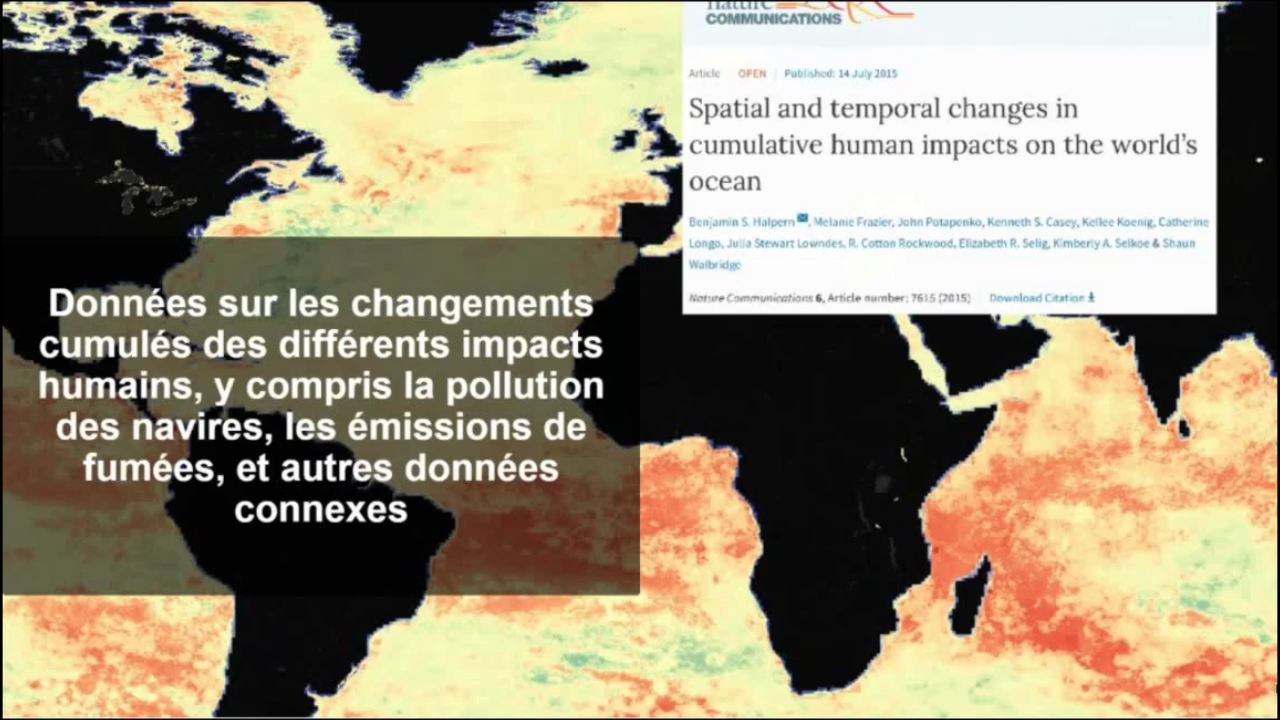 nature
COMMUNICATIONS
Article OPEN Published: 14 July 2015
Spatial and temporal changes in
cumulative human impacts on the world's
ocean
Benjamin S. Halpern, Melanie Frazier, John Potapenko, Kenneth S. Casey, Kellee Koenig, Catherine
Longo, Julia Stewart Lowndes, R. Cotton Rockwood, Elizabeth R. Selig, Kimberly A. Selkoe & Shaun
Walbridge
Nature Communications 6, Article number: 7615 (2015) Download Citation
Données sur les changements
cumulés des différents impacts
humains, y compris la pollution
des navires, les émissions de
fumées, et autres données
connexes